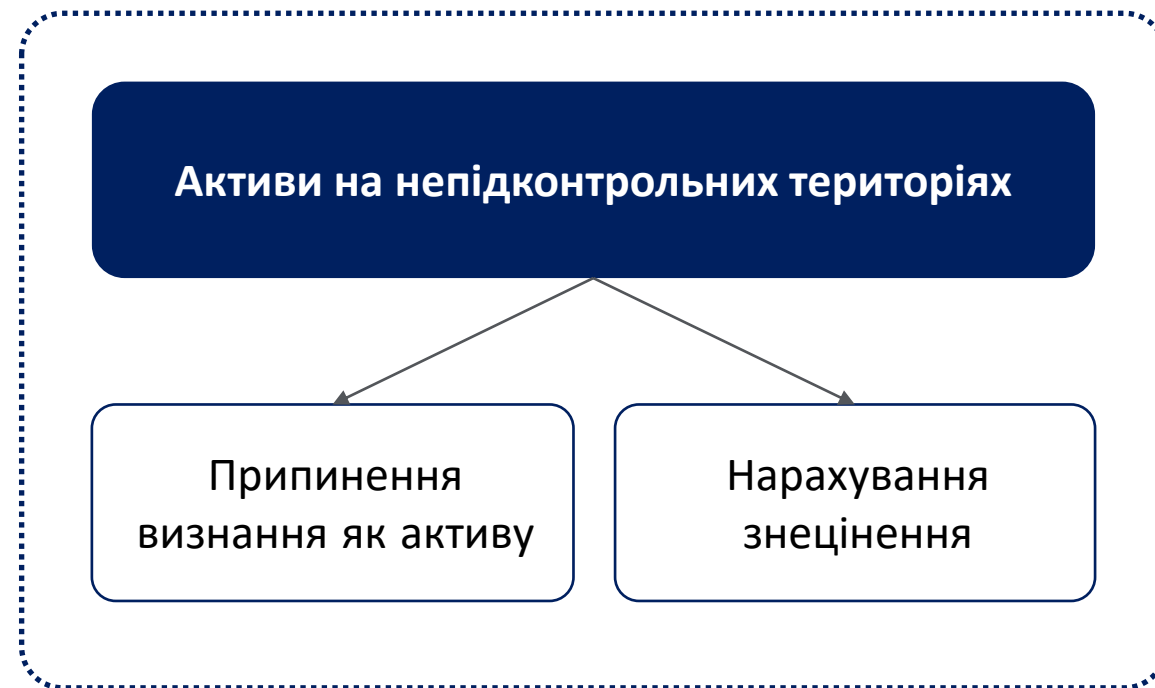 Активи на непідконтрольних територіях
Припинення
визнання як активу
Нарахування
знецінення